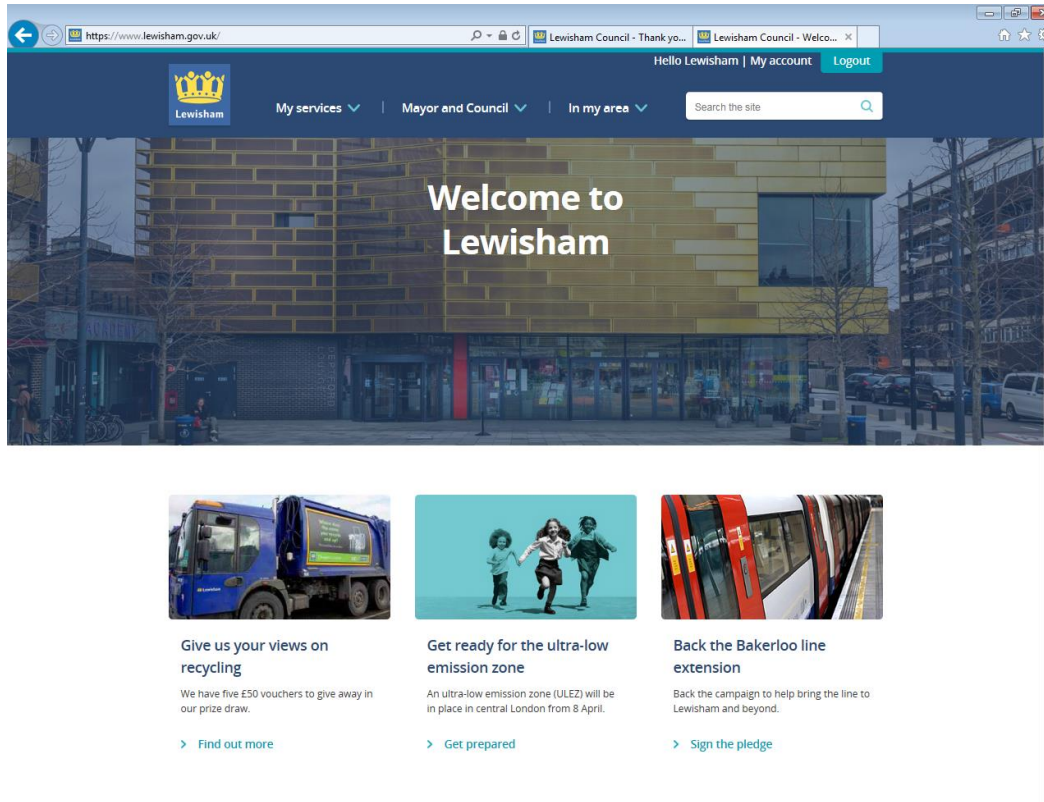 https://www.lewisham.gov.uk/
Lewisham Council - Thank yo...
Lewisham Council - Welco...
Hello Lewisham | My account
Logout
Lewisham
My services
Mayor and Council
In my area
Search the site
Welcome to
Lewisham
ACADEMY
Lewisham
Give us your views on
recycling
We have five £50 vouchers to give away in
our prize draw.
Find out more
Get ready for the ultra-low
emission zone
An ultra-low emission zone (ULEZ) will be
in place in central London from 8 April.
Get prepared
Back the Bakerloo line
extension
Back the campaign to help bring the line to
Lewisham and beyond.
Sign the pledge